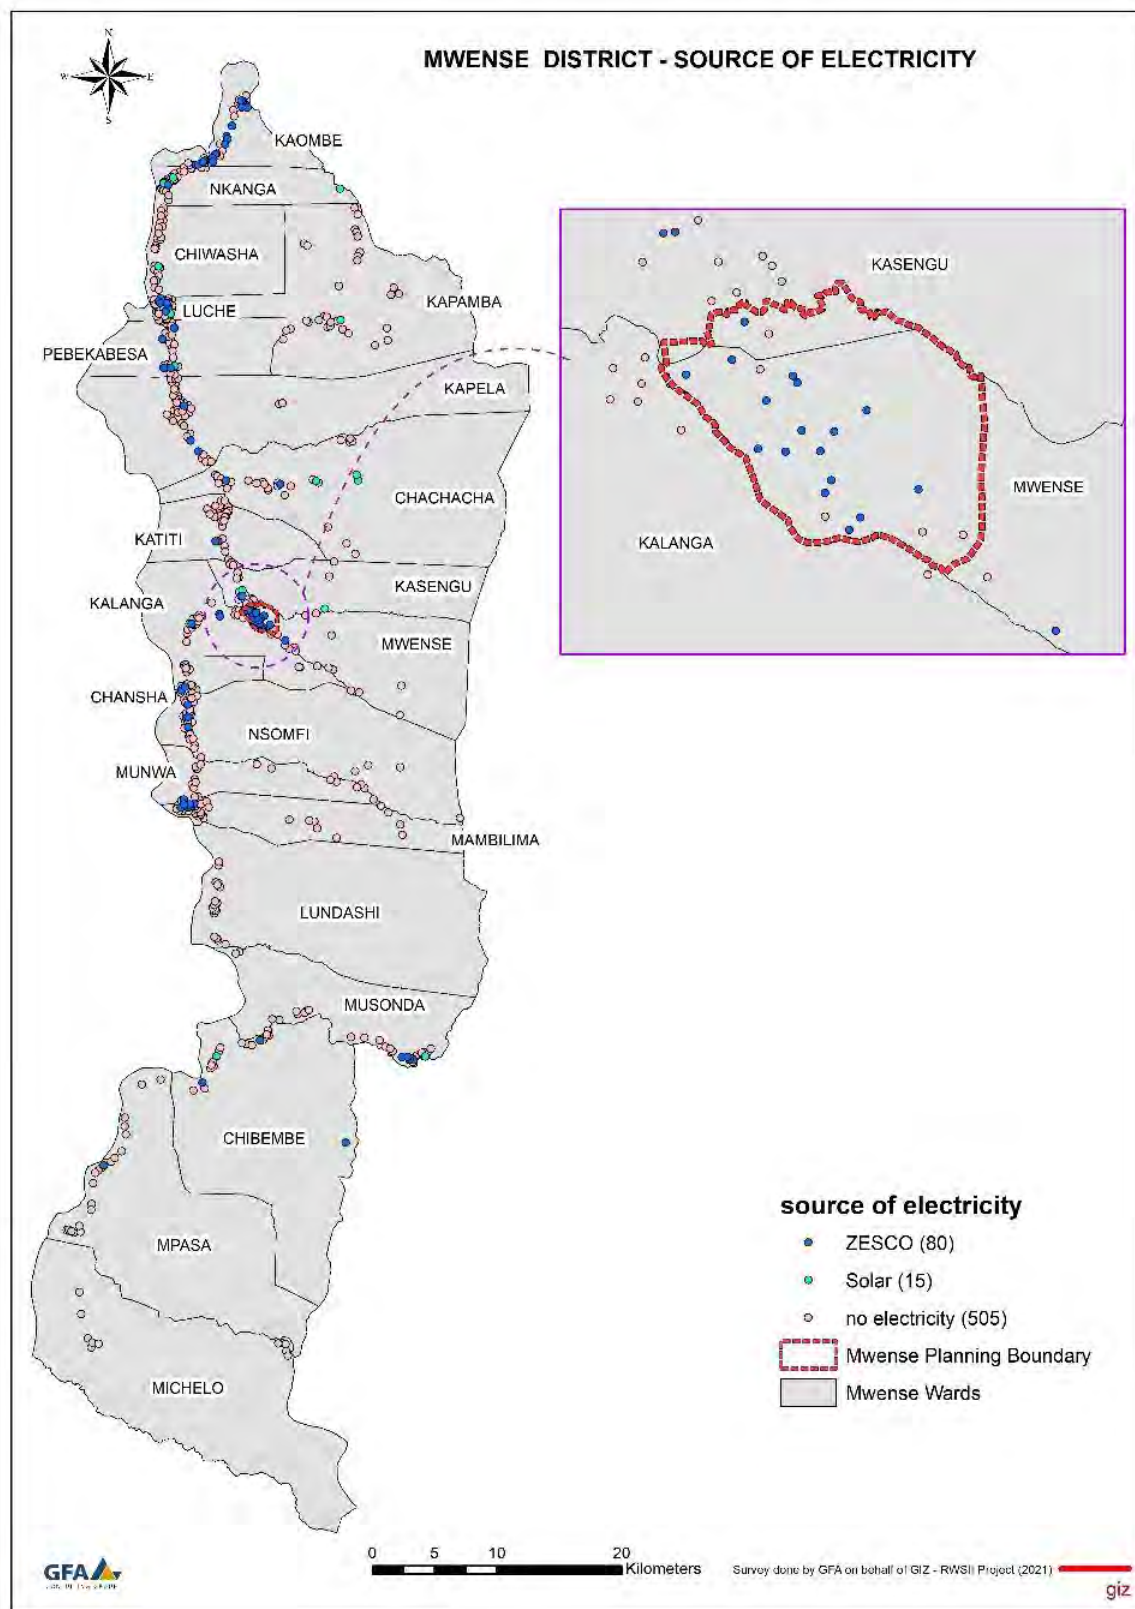 MWENSE DISTRICT - SOURCE OF ELECTRICITY
N
W
E
S
KAOMBE
NKANGA
CHIWASHA
KAPAMBA
LUCHE
PEBEKABESA
KAPELA
CHACHACHA
KATITI
KASENGU
KALANGA
MWENSE
CHANSHA
NSOMFI
MUNWA
MAMBILIMA
LUNDASHI
MUSONDA
CHIBEMBE
MPASA
MICHELO
KASENGU
MWENSE
KALANGA
source of electricity
ZESCO (80)
Solar (15)
no electricity (505)
Mwense Planning Boundary
Mwense Wards
0 5 10 20
Kilometers
GFA
Survey done by GFA on behalf of GIZ - RWSII Project (2021)
giz